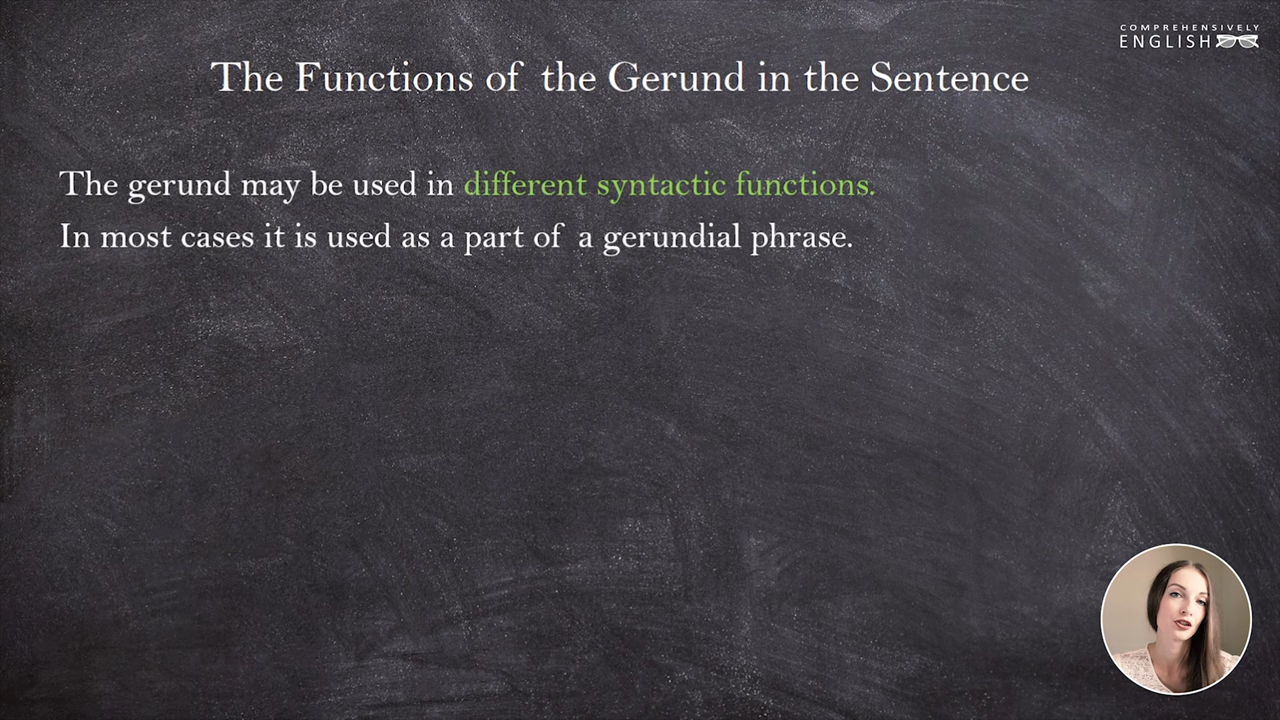 COMPREHENSIVELY
ENGLISH
The Functions of the Gerund in the Sentence
The gerund may be used in different syntactic functions.
In most cases it is used as a part of a gerundial phrase.